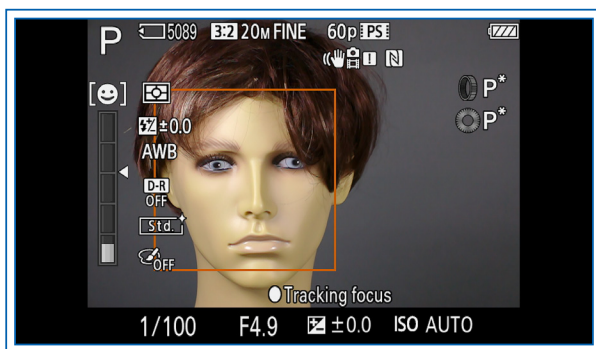 P 5089 3:2 20M FINE 60p PS
P*
±0.0
P*
AWB
D-R
OFF
Std.
OFF
Tracking focus
1/100 F4.9 ±0.0 ISO AUTO